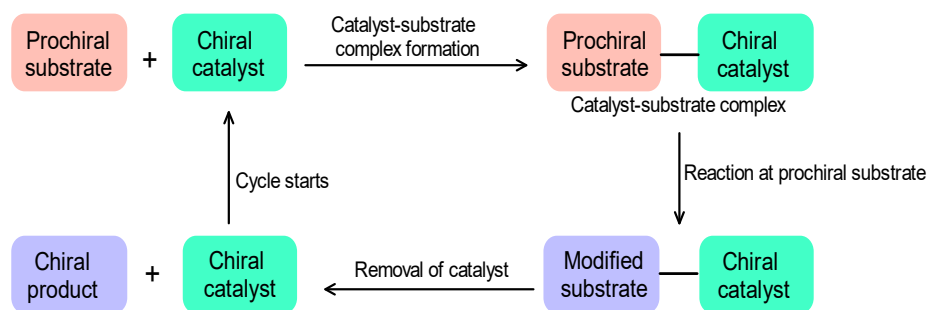 Prochiral
substrate
+
Chiral
catalyst
Catalyst-substrate
complex formation
Prochiral
substrate
Chiral
catalyst
Catalyst-substrate complex
Reaction at prochiral substrate
Cycle starts
Chiral
product
+
Chiral
catalyst
Removal of catalyst
Modified
substrate
Chiral
catalyst